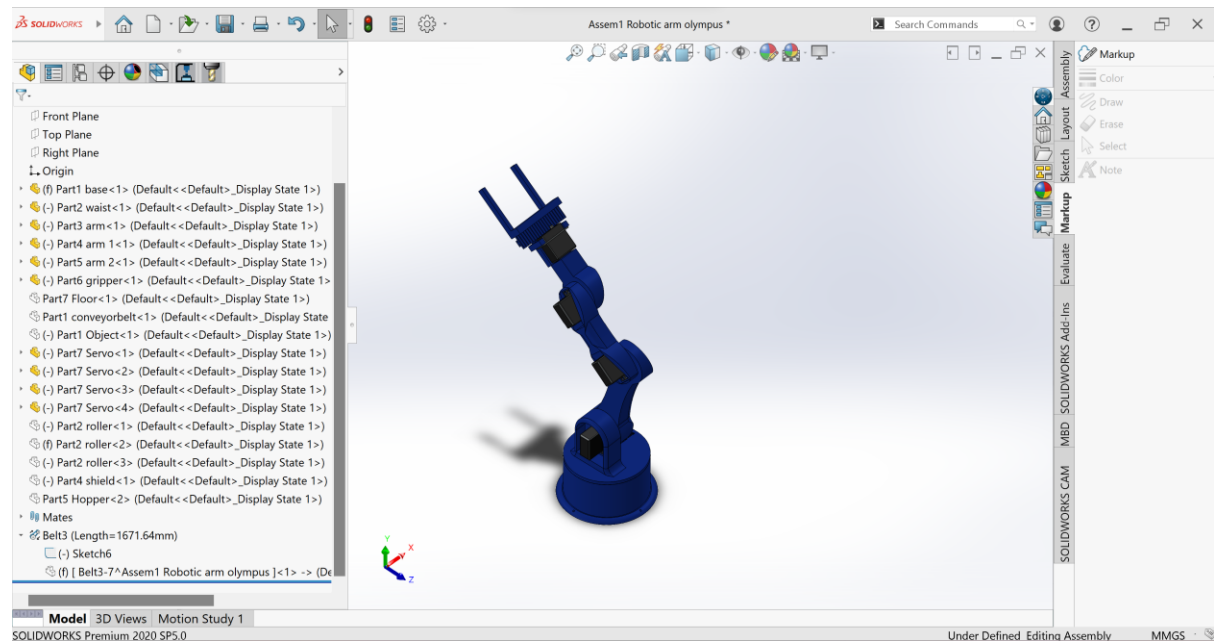 SOLIDWORKS
Assem1 Robotic arm olympus *
Search Commands
Front Plane
Top Plane
Right Plane
Origin
(f) Part1 base<1> (Default<<Default>_Display State 1>)
(-) Part2 waist<1> (Default<<Default>_Display State 1>)
(-) Part3 arm<1> (Default<<Default>_Display State 1>)
(-) Part4 arm 1<1> (Default<<Default>_Display State 1>)
(-) Part5 arm 2<1> (Default<<Default>_Display State 1>)
(-) Part6 gripper<1> (Default<<Default>_Display State 1>
Part7 Floor<1> (Default<<Default>_Display State 1>)
Part1 conveyorbelt<1> (Default<<Default>_Display State
(-) Part1 Object<1> (Default<<Default>_Display State 1>)
(-) Part7 Servo<1> (Default<<Default>_Display State 1>)
(-) Part7 Servo<2> (Default<<Default>_Display State 1>)
(-) Part7 Servo<3> (Default<<Default>_Display State 1>)
(-) Part7 Servo<4> (Default<<Default>_Display State 1>)
(-) Part2 roller<1> (Default<<Default>_Display State 1>)
(f) Part2 roller<2> (Default<<Default>_Display State 1>)
(-) Part2 roller<3> (Default<<Default>_Display State 1>)
(-) Part4 shield<1> (Default<<Default>_Display State 1>)
Part5 Hopper<2> (Default<<Default>_Display State 1>)
Mates
Belt3 (Length=1671.64mm)
(-) Sketch6
(f) [ Belt3-7^Assem1 Robotic arm olympus ]<1> -> (De
Y
X
Z
Assembly
Layout
Sketch
Markup
Evaluate
SOLIDWORKS Add-Ins
MBD
SOLIDWORKS CAM
Markup
Color
Draw
Erase
Select
Note
Model
3D Views
Motion Study 1
SOLIDWORKS Premium 2020 SP5.0
Under Defined
Editing Assembly
MMGS